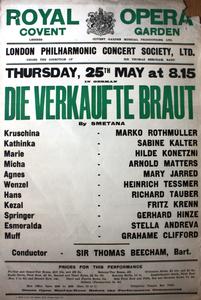 ROYAL OPERA
COVENT GARDEN
LONDON PHILHARMONIC CONCERT SOCIETY, LTD.
THURSDAY, 25TH MAY at 8.15
IN GERMAN
DIE VERKAUFTE BRAUT
By SMETANA
Kruschina - MARKO ROTHMÜLLER
Kathinka - SABINE KALTER
Marie - HILDE KONETZNI
Micha - ARNOLD MATTERS
Agnes - MARY JARRED
Wenzel - HEINRICH TESSMER
Hans - RICHARD TAUBER
Kezal - FRITZ KRENN
Springer - GERHARD HINZE
Esmeralda - STELLA ANDREVA
Muff - GRAHAME CLIFFORD
Conductor - SIR THOMAS BEECHAM, Bart.
PRICES FOR THIS PERFORMANCE